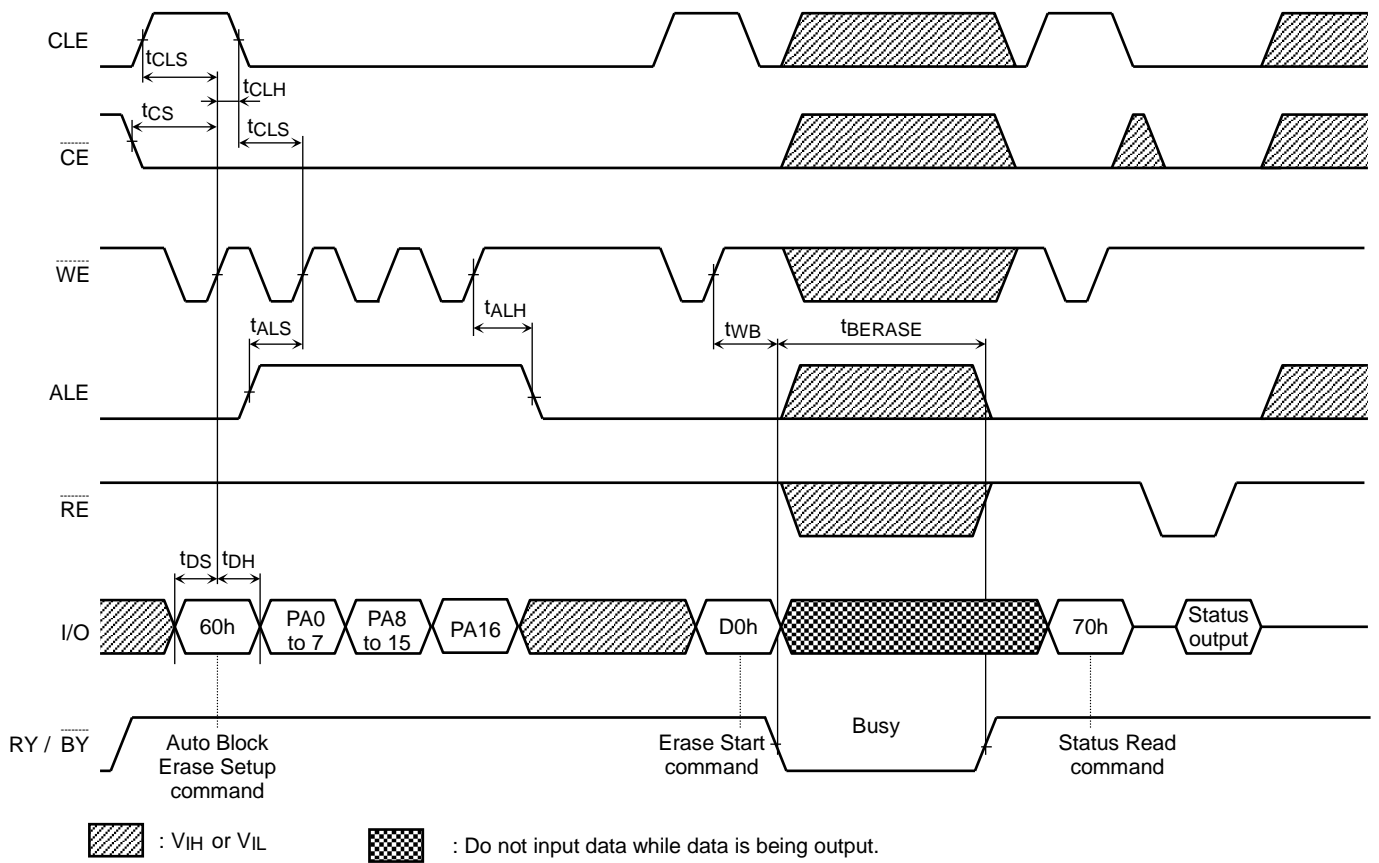 CLE
tCLS
tCLH
tCS
tCLS
CE
WE
tALS
tALH
tWB
tBERASE
ALE
RE
tDS
tDH
I/O
60h
PA0
to 7
PA8
to 15
PA16
D0h
70h
Status
output
RY / BY
Busy
Auto Block
Erase Setup
command
Erase Start
command
Status Read
command
: VIH or VIL
: Do not input data while data is being output.